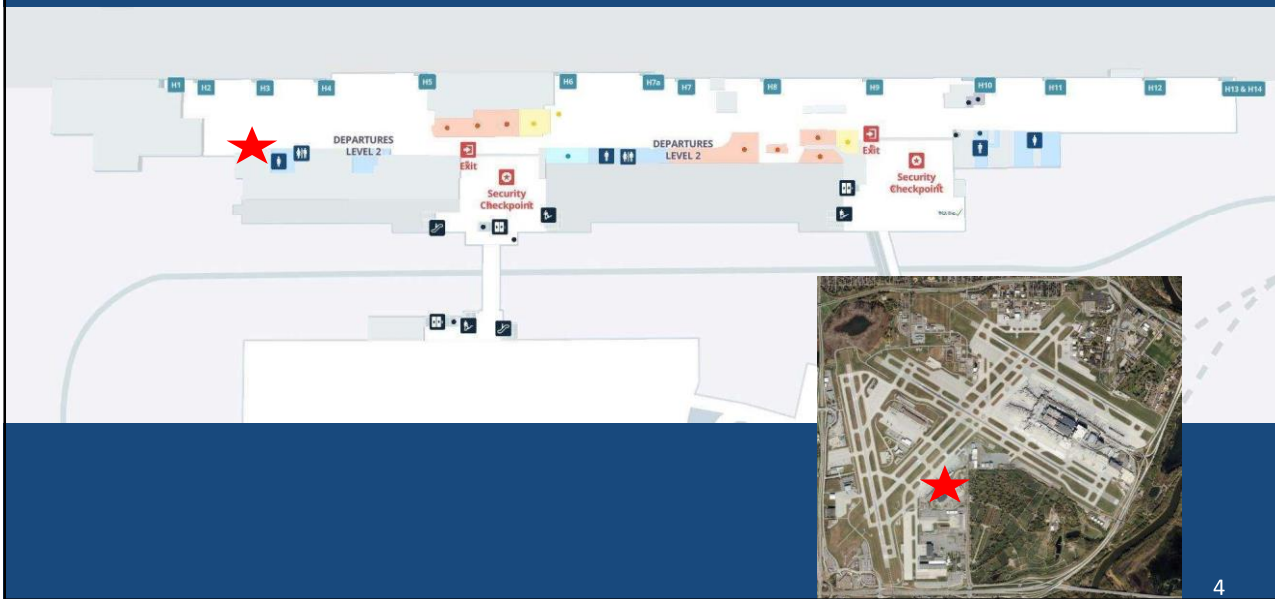 H1
H2
H3
H4
H5
H6
H7a
H7
H8
H9
H10
H11
H12
H13 & H14
DEPARTURES
LEVEL 2
Exit
Security
Checkpoint
DEPARTURES
LEVEL 2
Exit
Security
Checkpoint
4